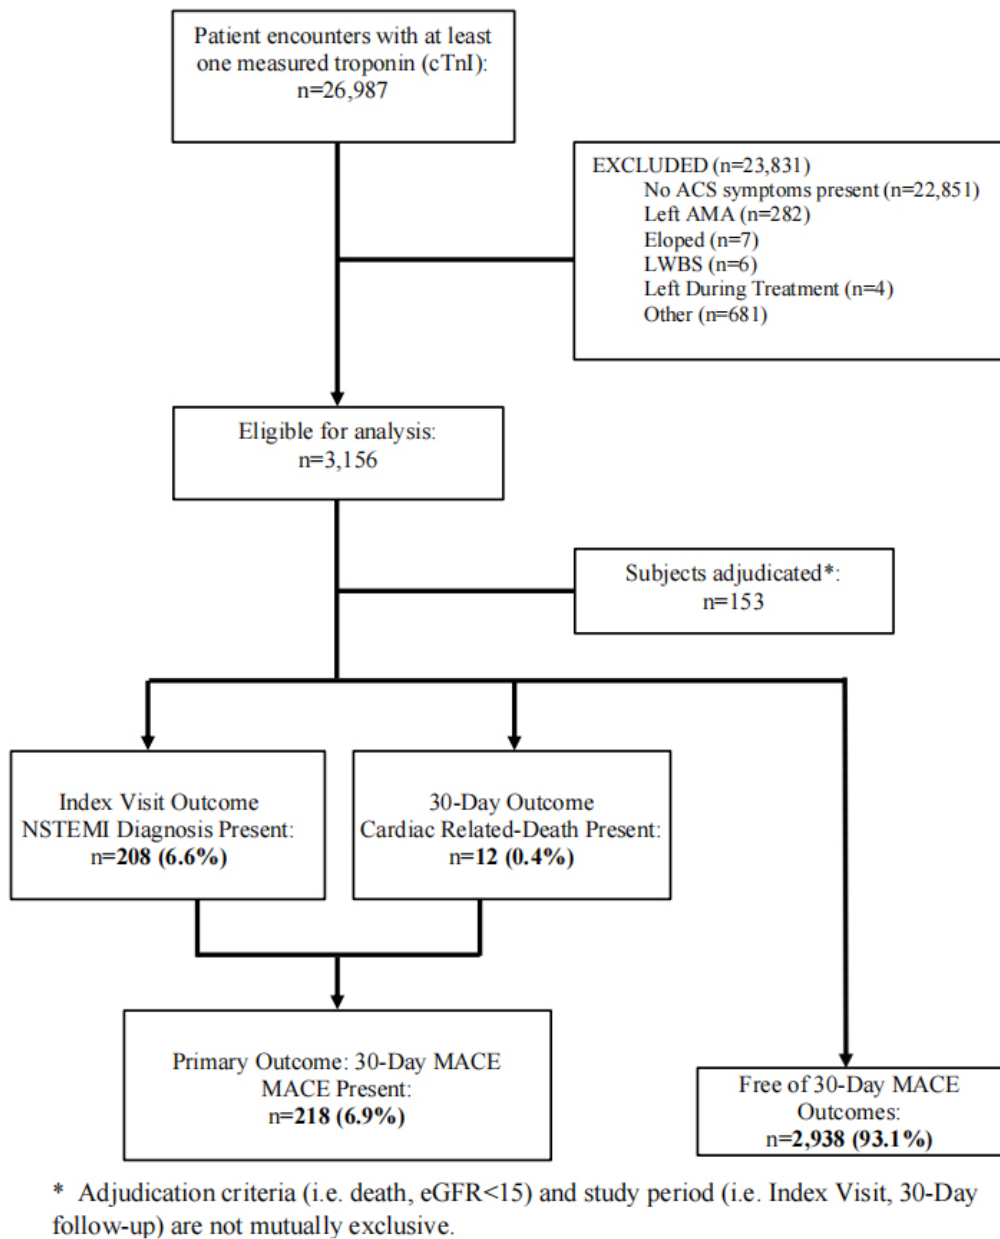 Patient encounters with at least
one measured troponin (cTnI):
n=26,987
EXCLUDED (n=23,831)
No ACS symptoms present (n=22,851)
Left AMA (n=282)
Eloped (n=7)
LWBS (n=6)
Left During Treatment (n=4)
Other (n=681)
Eligible for analysis:
n=3,156
Subjects adjudicated*:
n=153
Index Visit Outcome
NSTEMI Diagnosis Present:
n=208 (6.6%)
30-Day Outcome
Cardiac Related-Death Present:
n=12 (0.4%)
Primary Outcome: 30-Day MACE
MACE Present:
n=218 (6.9%)
Free of 30-Day MACE
Outcomes:
n=2,938 (93.1%)
* Adjudication criteria (i.e. death, eGFR<15) and study period (i.e. Index Visit, 30-Day
follow-up) are not mutually exclusive.